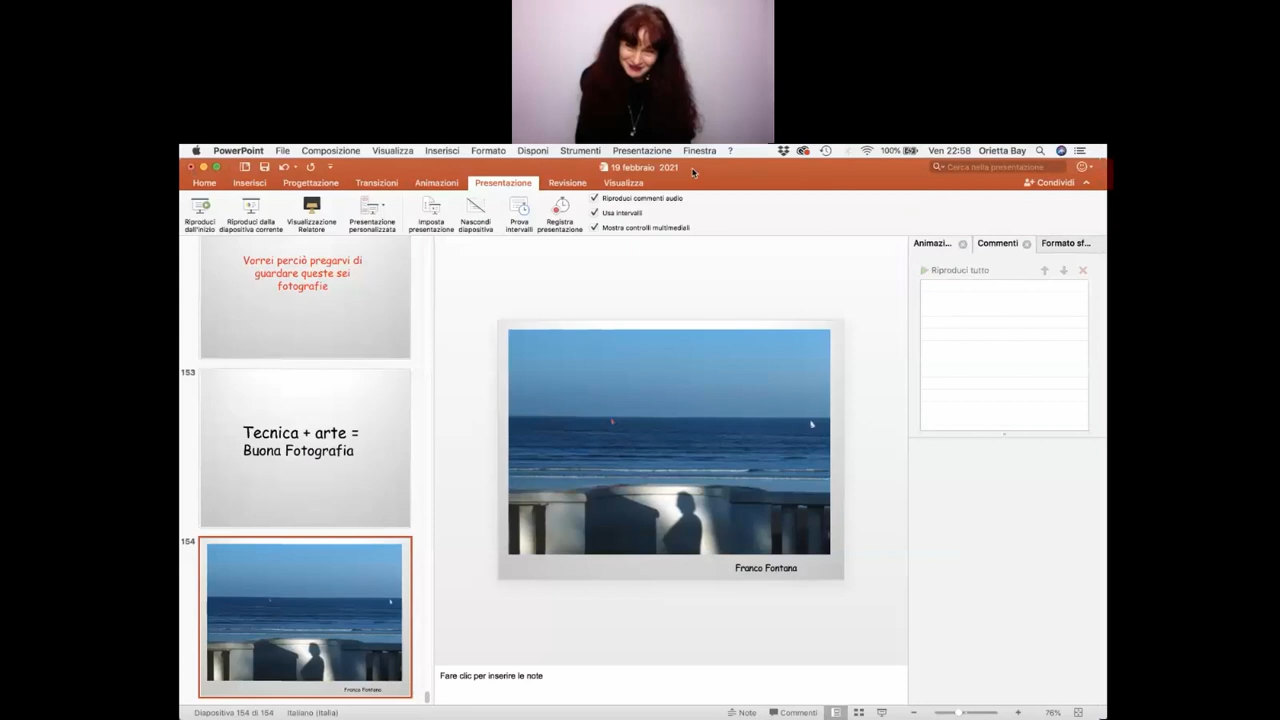 PowerPoint File Composizione Visualizza Inserisci Formato Disponi Strumenti Presentazione Finestra ? 100% Ven 22:58 Orietta Bay
19 febbraio 2021
Cerca nella presentazione
Home Inserisci Progettazione Transizioni Animazioni Presentazione Revisione Visualizza
Condividi
Riproduci dall'inizio
Riproduci dalla diapositiva corrente
Visualizzazione Relatore
Presentazione personalizzata
Imposta presentazione
Nascondi diapositiva
Prova intervalli
Registra presentazione
Riproduci commenti audio
Usa intervalli
Mostra controlli multimediali
Vorrei perciò pregarvi di
guardare queste sei
fotografie
153
Tecnica + arte =
Buona Fotografia
154
Franco Fontana
Franco Fontana
Animazi... Commenti Formato sf...
Riproduci tutto
Fare clic per inserire le note
Diapositiva 154 di 154 Italiano (Italia) Note Commenti 76%